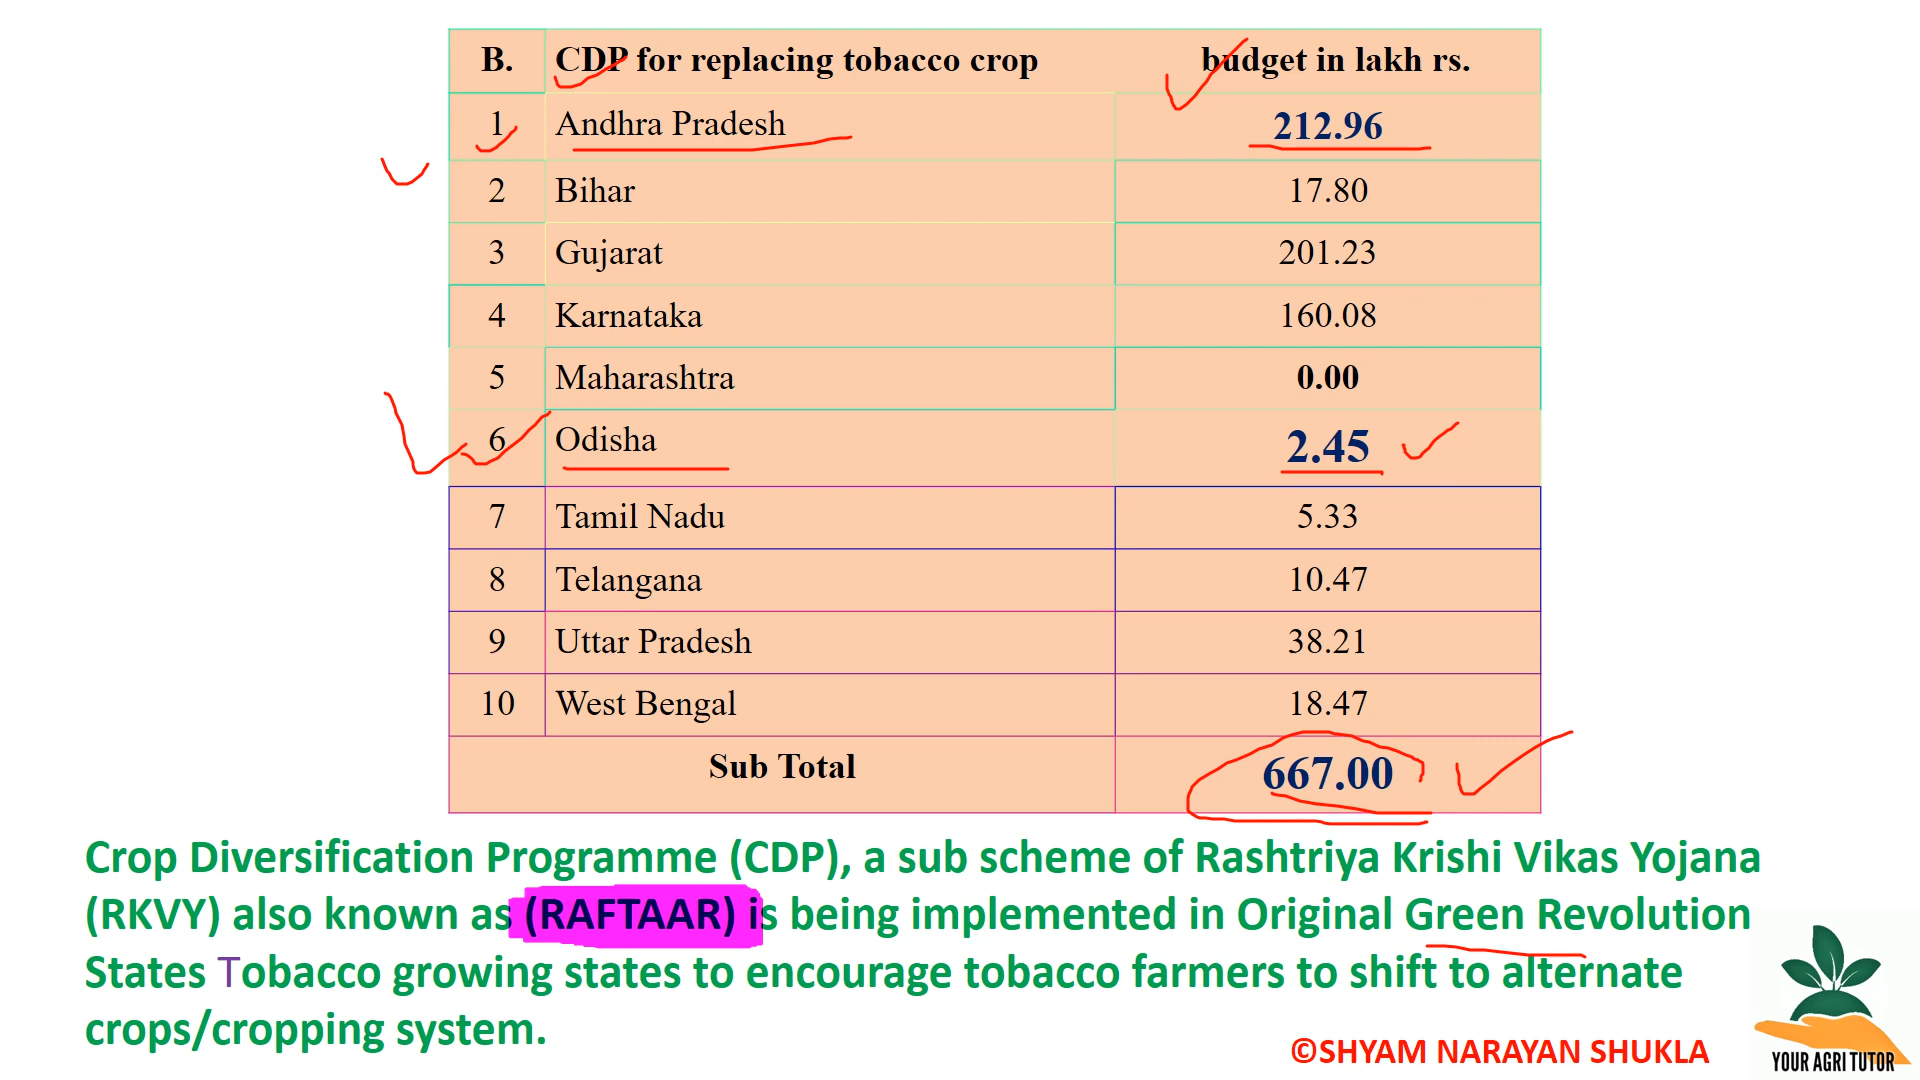 B. CDP for replacing tobacco crop budget in lakh rs.
1 Andhra Pradesh 212.96
2 Bihar 17.80
3 Gujarat 201.23
4 Karnataka 160.08
5 Maharashtra 0.00
6 Odisha 2.45
7 Tamil Nadu 5.33
8 Telangana 10.47
9 Uttar Pradesh 38.21
10 West Bengal 18.47
Sub Total 667.00
Crop Diversification Programme (CDP), a sub scheme of Rashtriya Krishi Vikas Yojana
(RKVY) also known as (RAFTAAR) is being implemented in Original Green Revolution
States Tobacco growing states to encourage tobacco farmers to shift to alternate
crops/cropping system.
©SHYAM NARAYAN SHUKLA
YOUR AGRI TUTOR